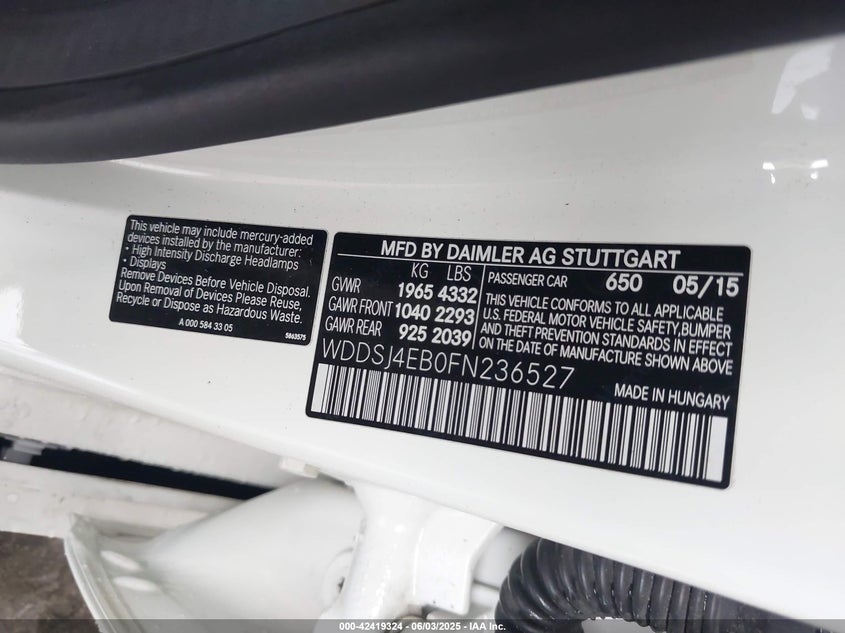 This vehicle may include mercury-added
devices installed by the manufacturer:
* High Intensity Discharge Headlamps
* Displays
Remove Devices Before Vehicle Disposal.
Upon Removal of Devices Please Reuse,
Recycle or Dispose as Hazardous Waste.
A 000 584 33 05
5863575
MFD BY DAIMLER AG STUTTGART
KG LBS
GVWR 1965 4332
GAWR FRONT 1040 2293
GAWR REAR 925 2039
PASSENGER CAR 650 05/15
THIS VEHICLE CONFORMS TO ALL APPLICABLE
U.S. FEDERAL MOTOR VEHICLE SAFETY, BUMPER
AND THEFT PREVENTION STANDARDS IN EFFECT
ON THE DATE OF MANUFACTURE SHOWN ABOVE
WDDSJ4EB0FN236527
MADE IN HUNGARY
000-42419324 - 06/03/2025 - IAA Inc.